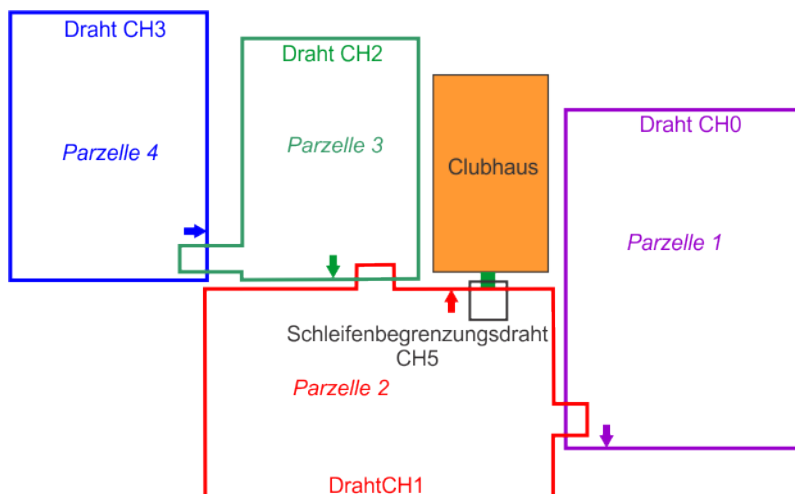 Draht CH3
Draht CH2
Draht CH0
Parzelle 4
Parzelle 3
Clubhaus
Parzelle 1
Schleifenbegrenzungsdraht
CH5
Parzelle 2
DrahtCH1